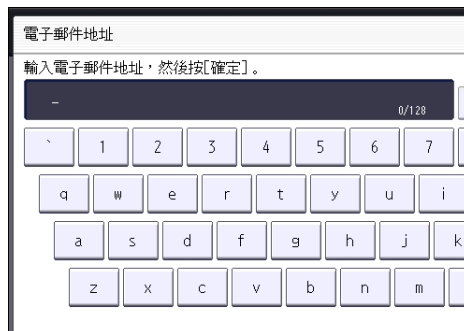 電子郵件地址
輸入電子郵件地址，然後按[確定]。
_
0/128
` 1 2 3 4 5 6 7
q w e r t y u i
a s d f g h j k
z x c v b n m